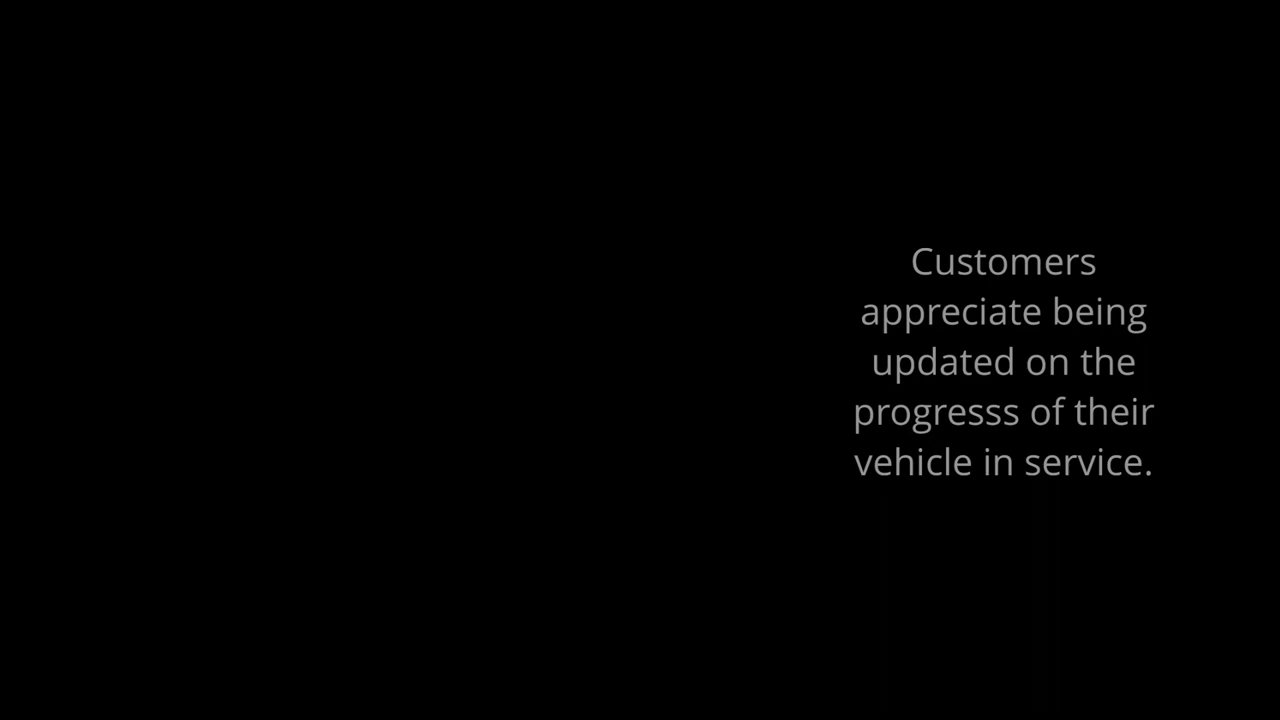 Customers
appreciate being
updated on the
progresss of their
vehicle in service.